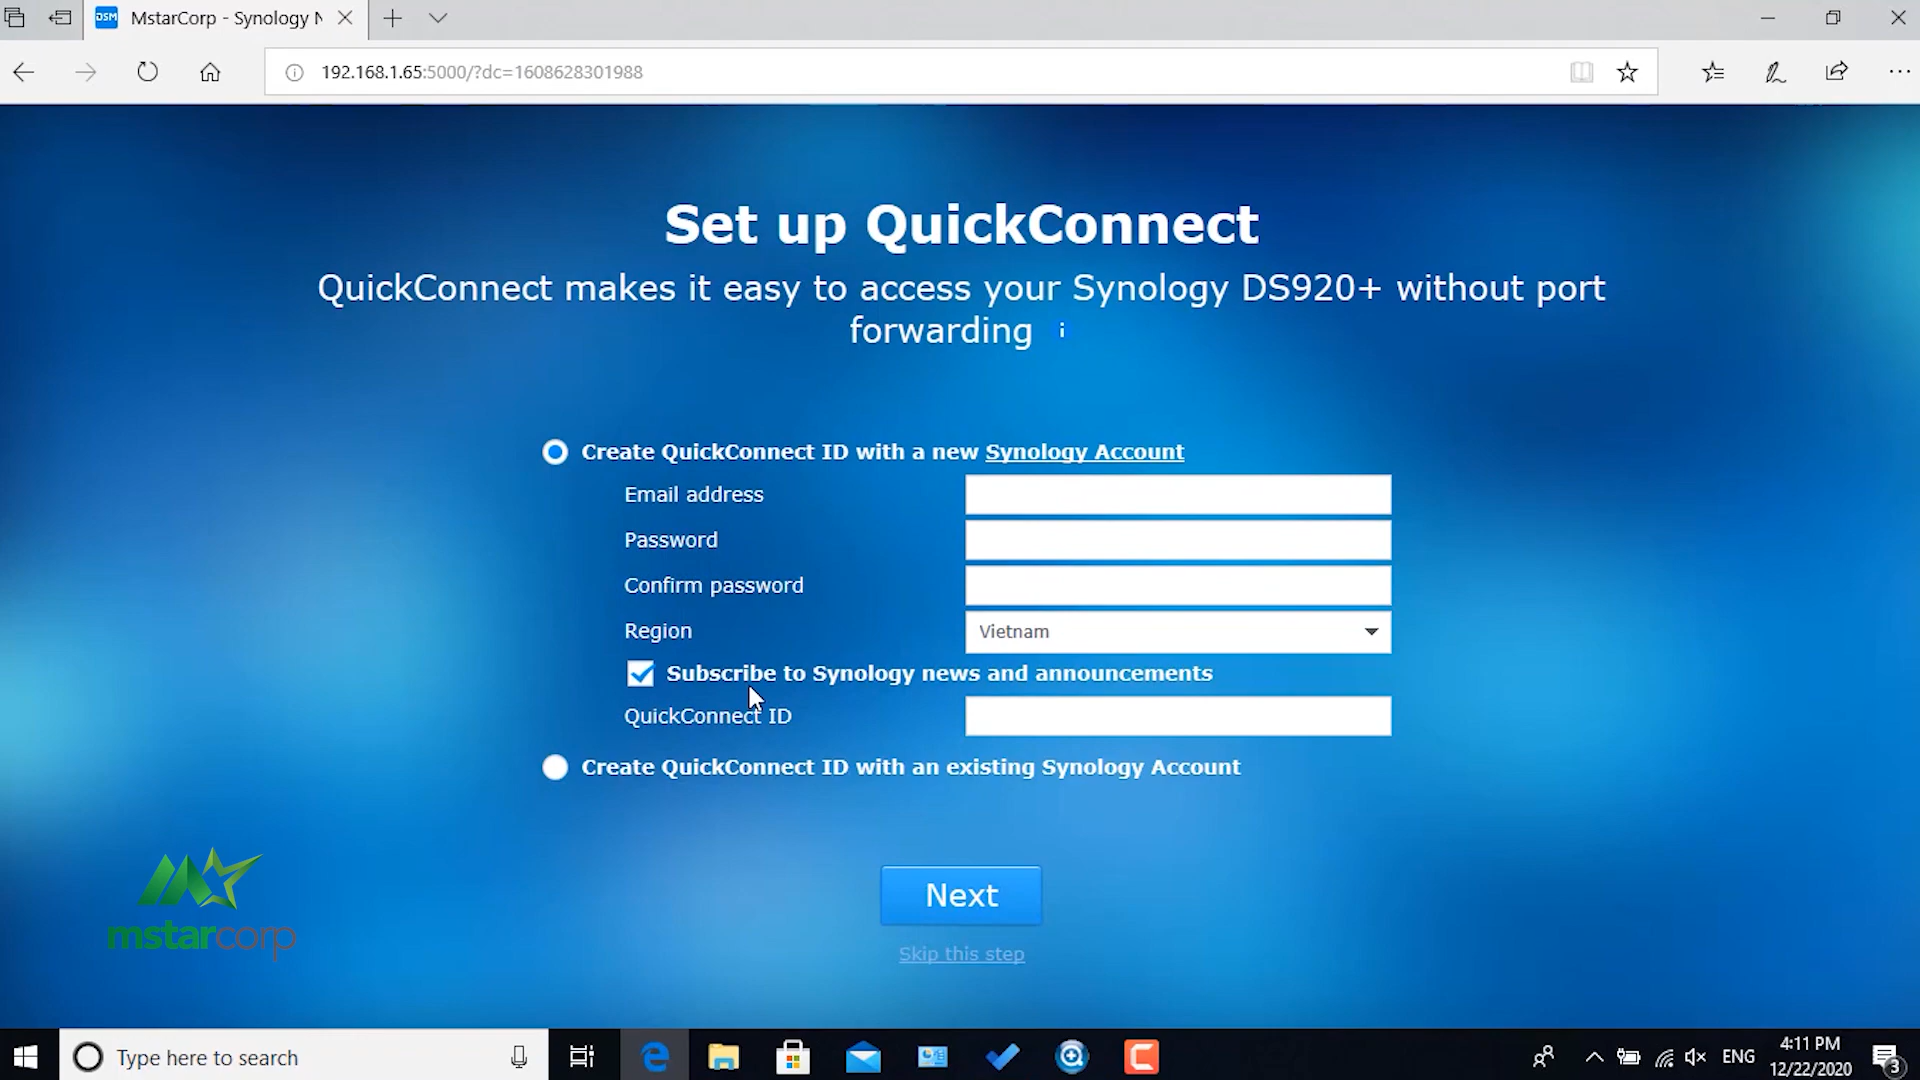 DSM
MstarCorp - Synology N
192.168.1.65:5000/?dc=1608628301988
Set up QuickConnect
QuickConnect makes it easy to access your Synology DS920+ without port
forwarding i
Create QuickConnect ID with a new Synology Account
Email address
Password
Confirm password
Region
Vietnam
Subscribe to Synology news and announcements
QuickConnect ID
Create QuickConnect ID with an existing Synology Account
mstarcorp
Next
Skip this step
Type here to search
ENG
4:11 PM
12/22/2020
3